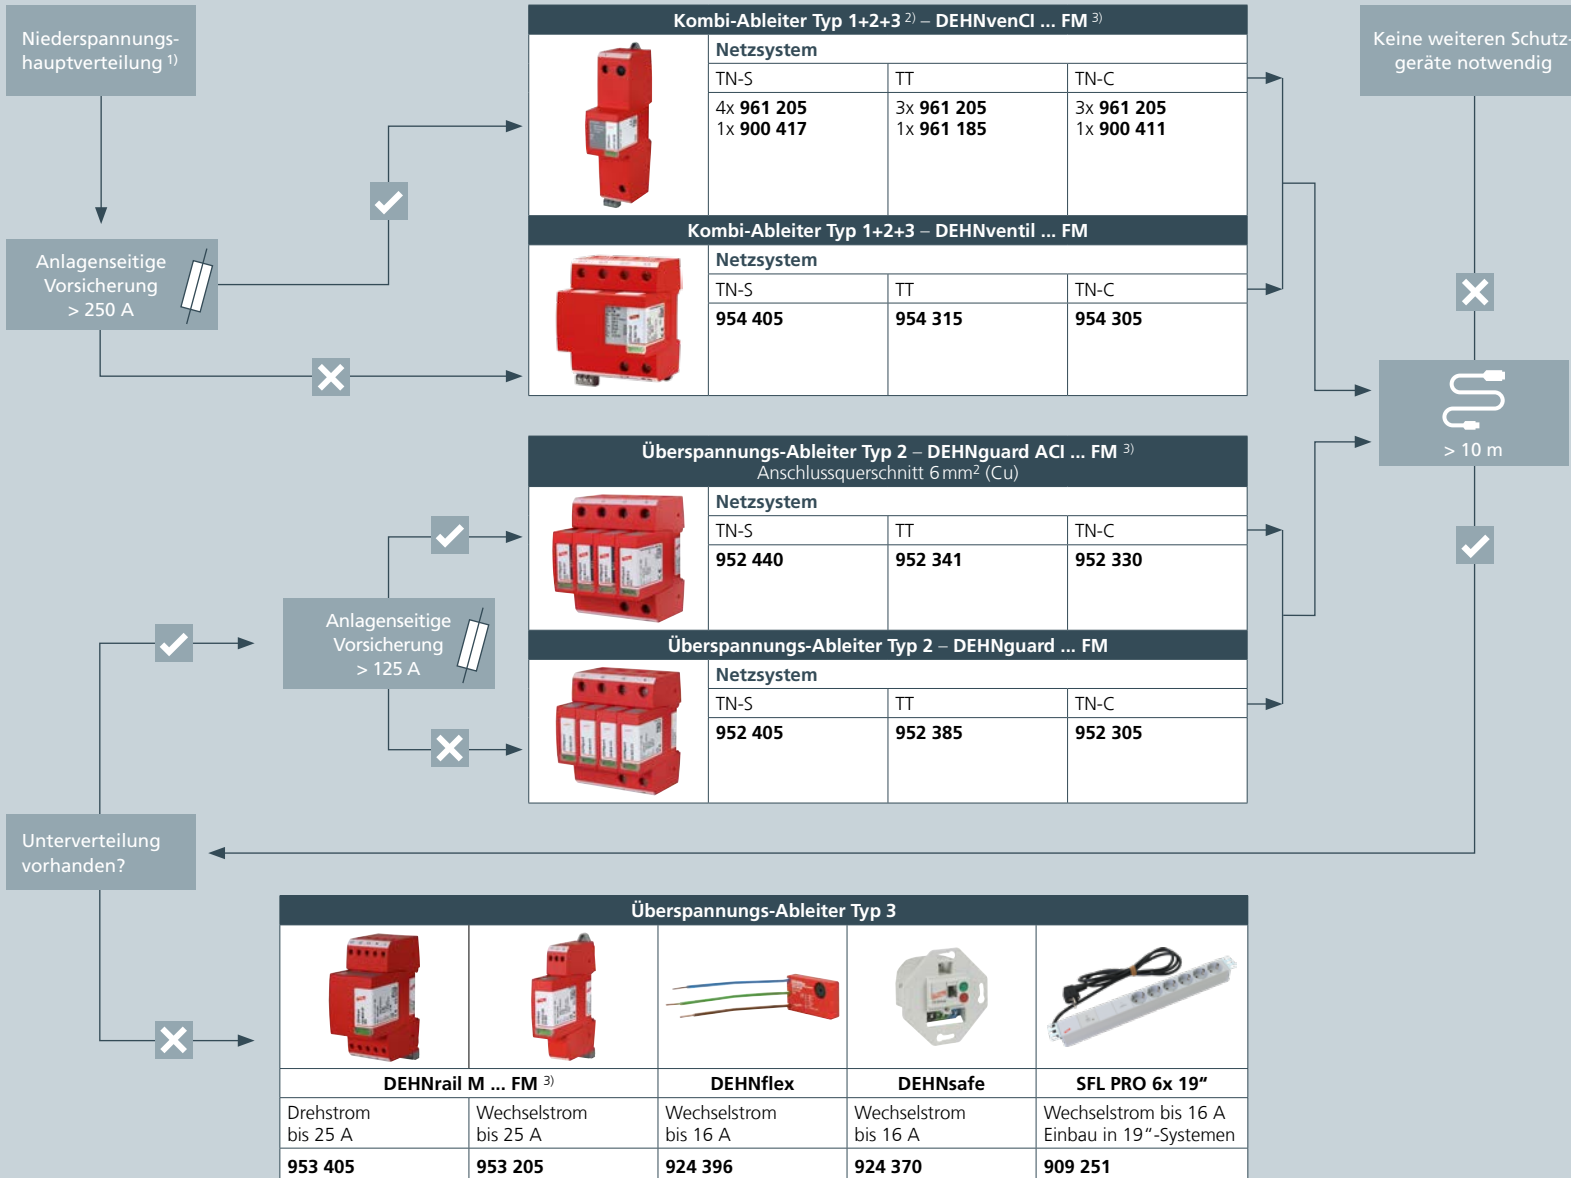 Niederspannungs-
hauptverteilung 1)
Kombi-Ableiter Typ 1+2+3 2) – DEHNvenCI ... FM 3)
Netzsystem
TN-S
TT
TN-C
4x 961 205
1x 900 417
3x 961 205
1x 961 185
3x 961 205
1x 900 411
Keine weiteren Schutz-
geräte notwendig
Anlagenseitige
Vorsicherung
> 250 A
Kombi-Ableiter Typ 1+2+3 – DEHNventil ... FM
Netzsystem
TN-S
TT
TN-C
954 405
954 315
954 305
> 10 m
Überspannungs-Ableiter Typ 2 – DEHNguard ACI ... FM 3)
Anschlussquerschnitt 6 mm² (Cu)
Netzsystem
TN-S
TT
TN-C
952 440
952 341
952 330
Anlagenseitige
Vorsicherung
> 125 A
Überspannungs-Ableiter Typ 2 – DEHNguard ... FM
Netzsystem
TN-S
TT
TN-C
952 405
952 385
952 305
Unterverteilung
vorhanden?
Überspannungs-Ableiter Typ 3
DEHNrail M ... FM 3)
DEHNflex
DEHNsafe
SFL PRO 6x 19“
Drehstrom
bis 25 A
Wechselstrom
bis 25 A
Wechselstrom
bis 16 A
Wechselstrom
bis 16 A
Wechselstrom bis 16 A
Einbau in 19“-Systemen
953 405
953 205
924 396
924 370
909 251